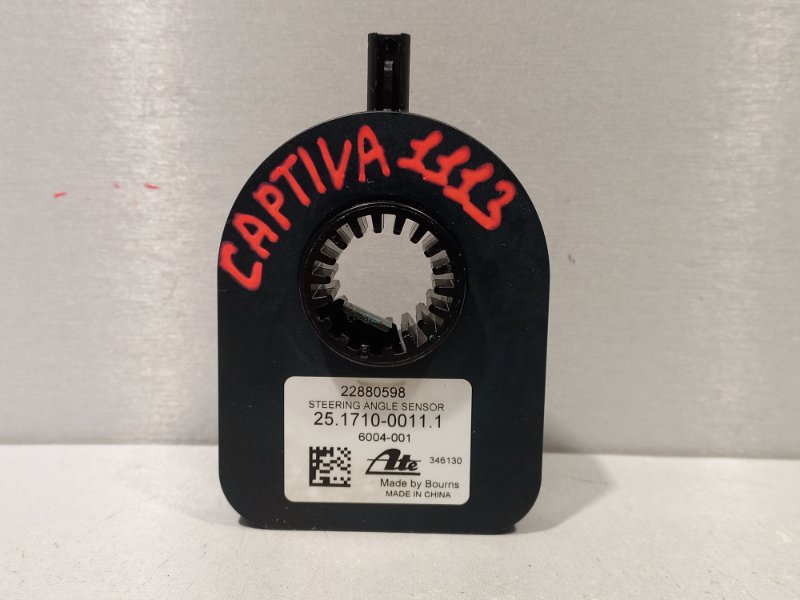 CAPTIVA 1113
22880598
STEERING ANGLE SENSOR
25.1710-0011.1
6004-001
Ate 346130
Made by Bourns
MADE IN CHINA